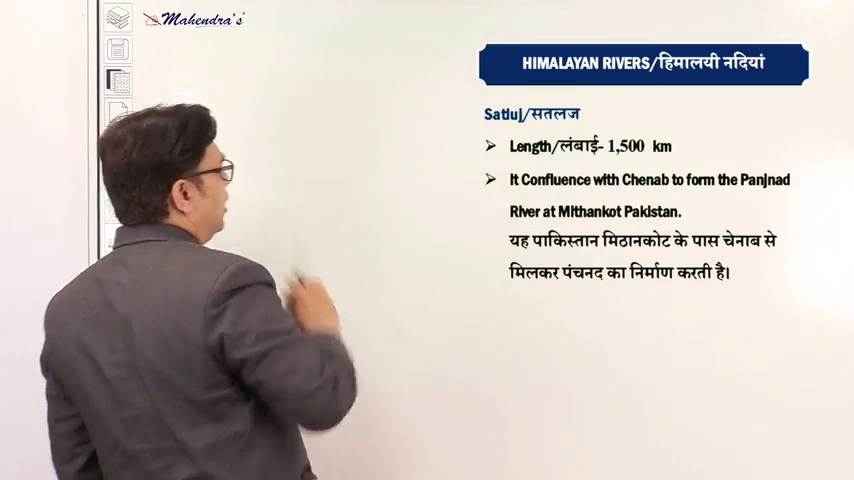 Mahendra's
HIMALAYAN RIVERS/हिमालयी नदियां
Satluj/सतलज
Length/लंबाई- 1,500 km
It Confluence with Chenab to form the Panjnad
River at Mithankot Pakistan.
यह पाकिस्तान मिठानकोट के पास चेनाब से
मिलकर पंचनद का निर्माण करती है।